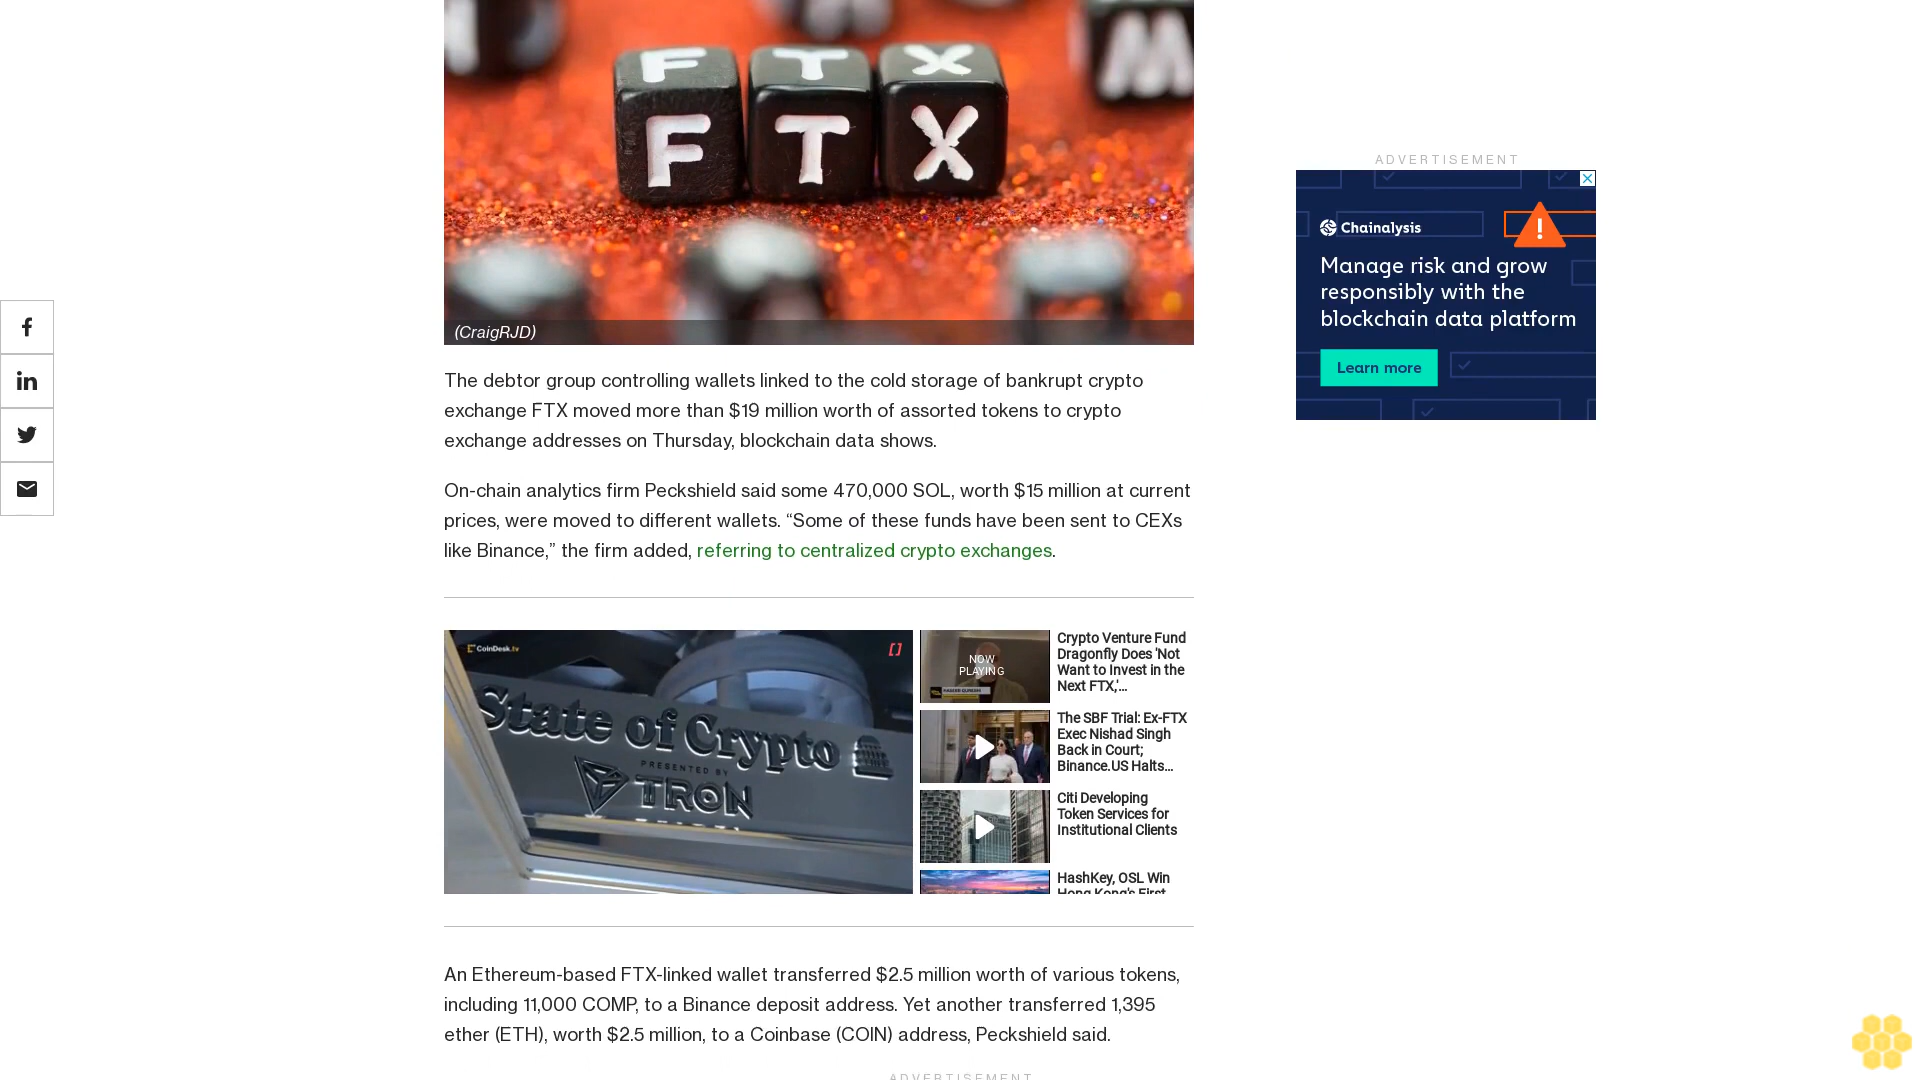 F T X
F T X
(CraigRJD)
The debtor group controlling wallets linked to the cold storage of bankrupt crypto
exchange FTX moved more than $19 million worth of assorted tokens to crypto
exchange addresses on Thursday, blockchain data shows.
On-chain analytics firm Peckshield said some 470,000 SOL, worth $15 million at current
prices, were moved to different wallets. “Some of these funds have been sent to CEXs
like Binance,” the firm added, referring to centralized crypto exchanges.
CoinDesk.tv
State of Crypto
PRESENTED BY
TRON
NOW
PLAYING
Crypto Venture Fund
Dragonfly Does 'Not
Want to Invest in the
Next FTX,'...
The SBF Trial: Ex-FTX
Exec Nishad Singh
Back in Court;
Binance.US Halts...
Citi Developing
Token Services for
Institutional Clients
HashKey, OSL Win
Hong Kong's First
An Ethereum-based FTX-linked wallet transferred $2.5 million worth of various tokens,
including 11,000 COMP, to a Binance deposit address. Yet another transferred 1,395
ether (ETH), worth $2.5 million, to a Coinbase (COIN) address, Peckshield said.
ADVERTISEMENT
ADVERTISEMENT
Chainalysis
Manage risk and grow
responsibly with the
blockchain data platform
Learn more